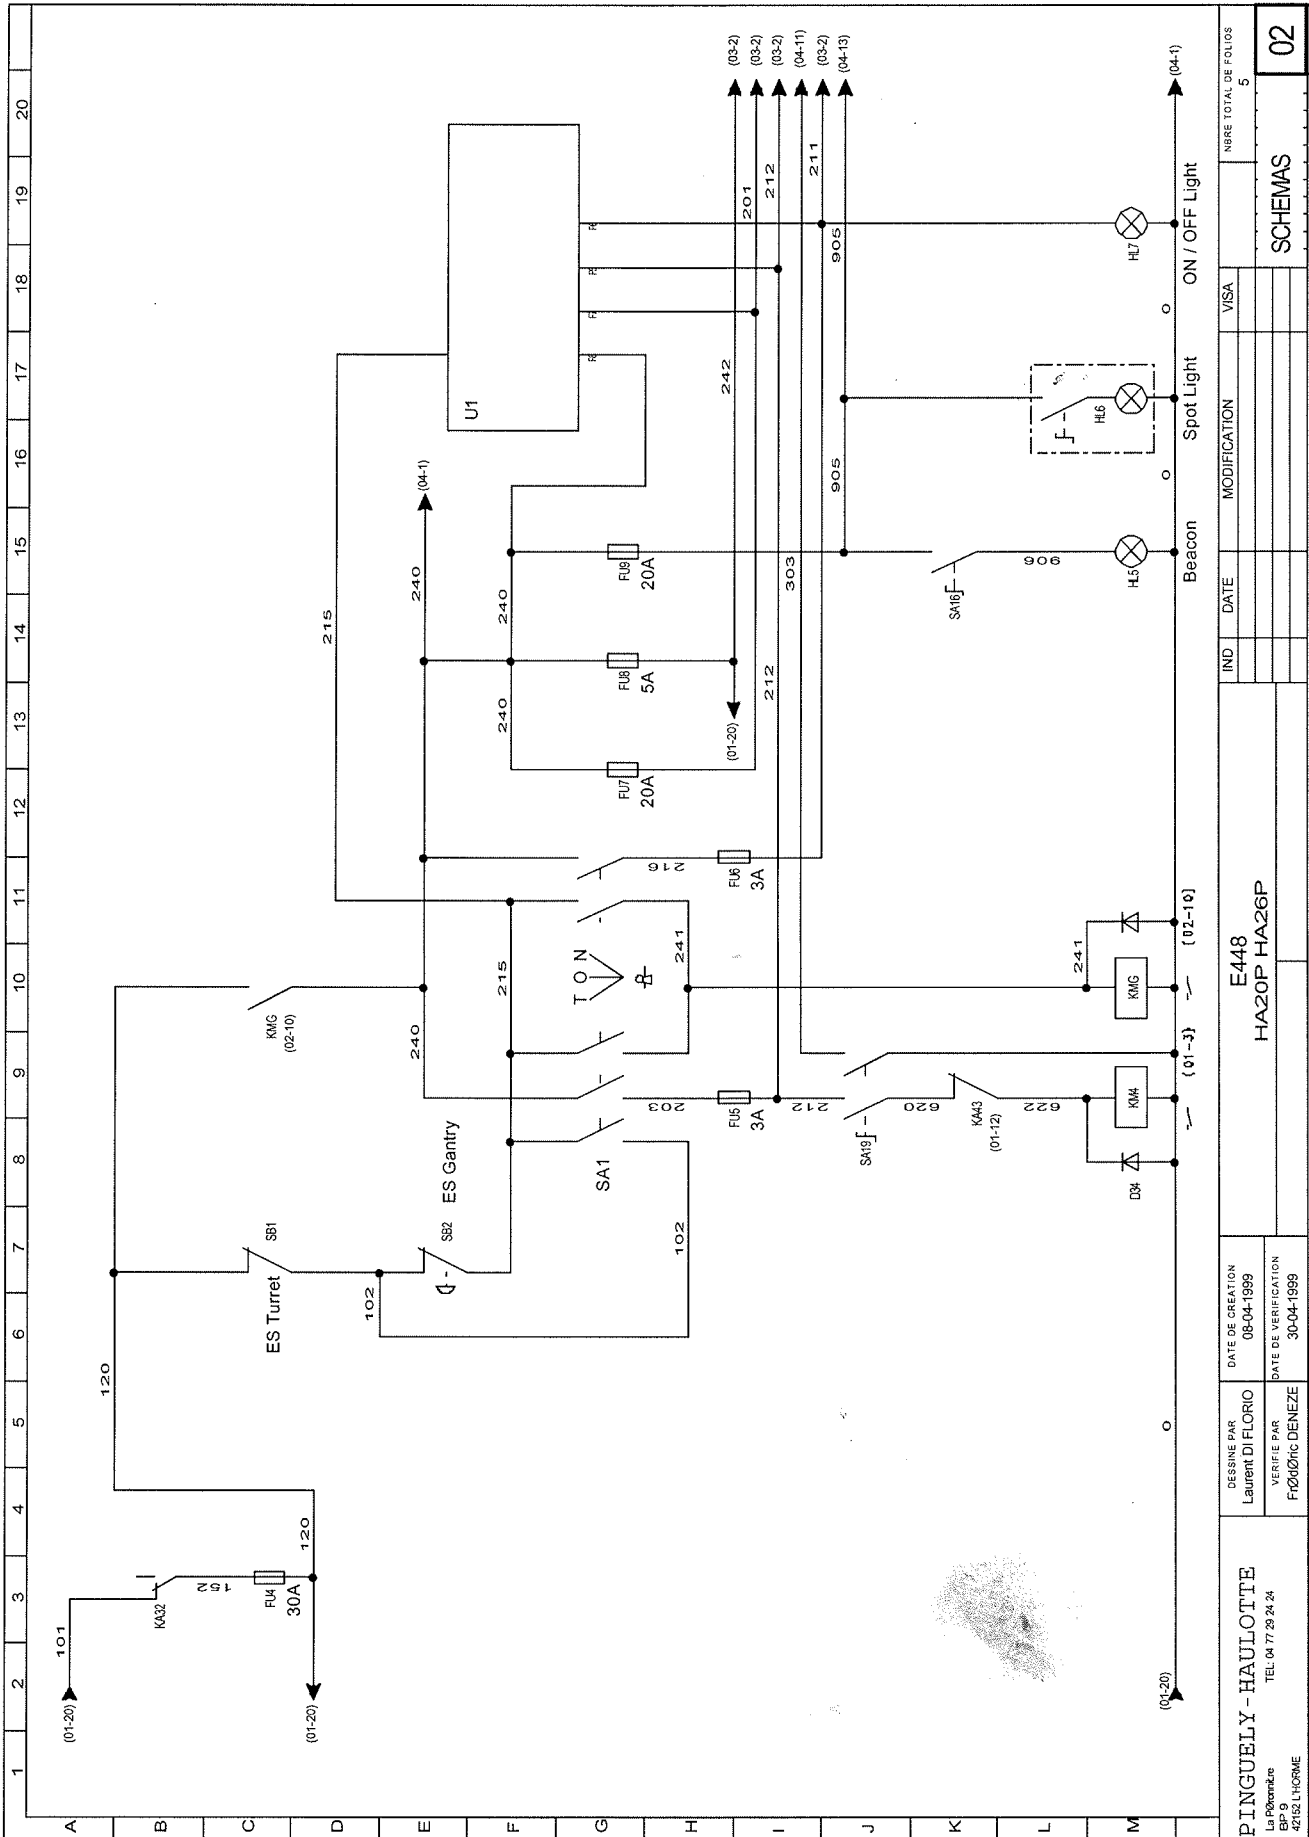 1 2 3 4 5 6 7 8 9 10 11 12 13 14 15 16 17 18 19 20
A
B
C
D
E
F
G
H
I
J
K
L
M
(01-20)
101
KA32
152
FU4
30A
120
(01-20)
120
ES Turret
SB1
102
SB2
ES Gantry
102
KMG
(02-10)
240
215
T O N
SA1
203
FU5
3A
212
SA19
620
KA43
(01-12)
622
D34
KM4
(01-3)
241
241
KMG
(02-10)
216
FU6
3A
215
240
(04-1)
240
240
FU7
20A
FU8
5A
FU9
20A
(01-20)
212
303
U1
242
201
212
211
905
905
(03-2)
(03-2)
(03-2)
(04-11)
(03-2)
(04-13)
SA16
906
HL5
HL6
HL7
(01-20)
0
0
0
(04-1)
Beacon
Spot Light
ON / OFF Light
PINGUELY - HAULOTTE
La PØronnière
BP 9
42152 L'HORME
TEL: 04 77 29 24 24
DESSINE PAR
Laurent DI FLORIO
VERIFIE PAR
FrØdØric DENEZE
DATE DE CREATION
08-04-1999
DATE DE VERIFICATION
30-04-1999
E448
HA20P HA26P
IND
DATE
MODIFICATION
VISA
NBRE TOTAL DE FOLIOS
5
SCHEMAS
02